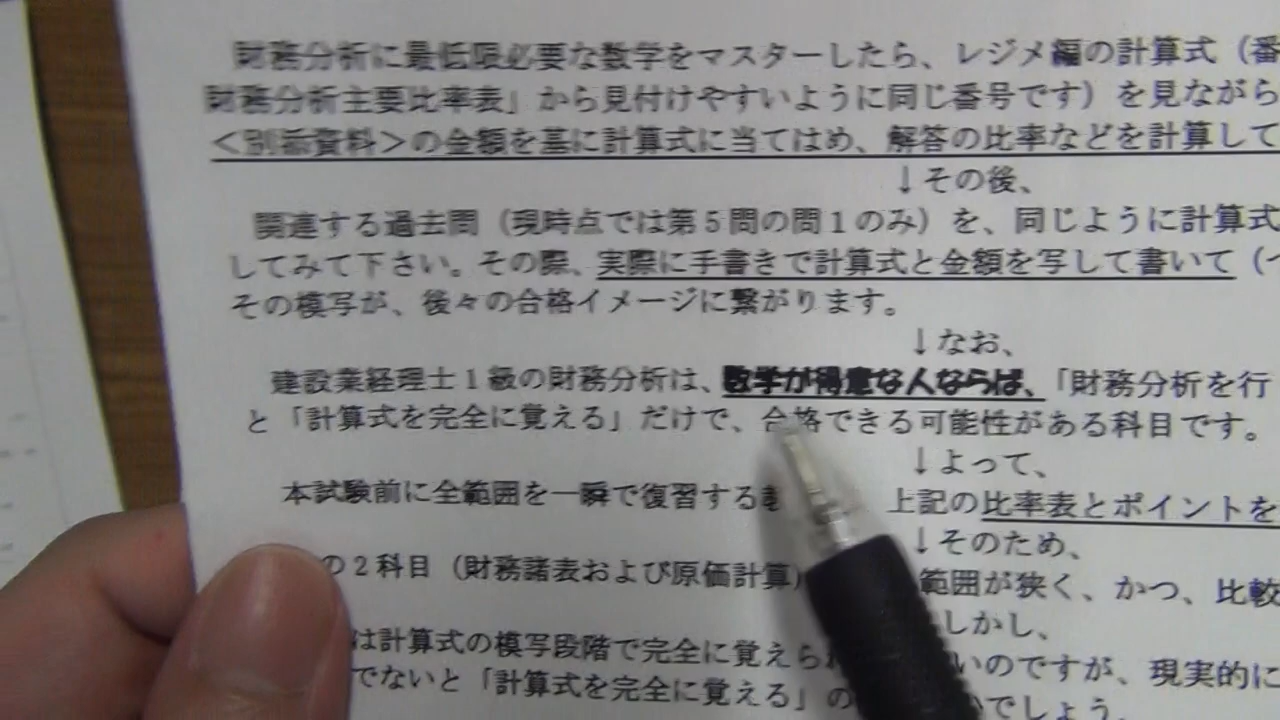 財務分析に最低限必要な数学をマスターしたら、レジメ編の計算式（番
財務分析主要比率表」から見付けやすいように同じ番号です）を見ながら
＜別添資料＞の金額を基に計算式に当てはめ、解答の比率などを計算して
↓その後、
関連する過去問（現時点では第５問の問１のみ）を、同じように計算式
してみて下さい。その際、実際に手書きで計算式と金額を写して書いて（
その模写が、後々の合格イメージに繋がります。
↓なお、
建設業経理士１級の財務分析は、数学が得意な人ならば、「財務分析を行
と「計算式を完全に覚える」だけで、合格できる可能性がある科目です。
↓よって、
本試験前に全範囲を一瞬で復習する 上記の比率表とポイントを
↓そのため、
の２科目（財務諸表および原価計算） 範囲が狭く、かつ、比較
しかし、
は計算式の模写段階で完全に覚えら いのですが、現実的に
でないと「計算式を完全に覚える」の でしょう。